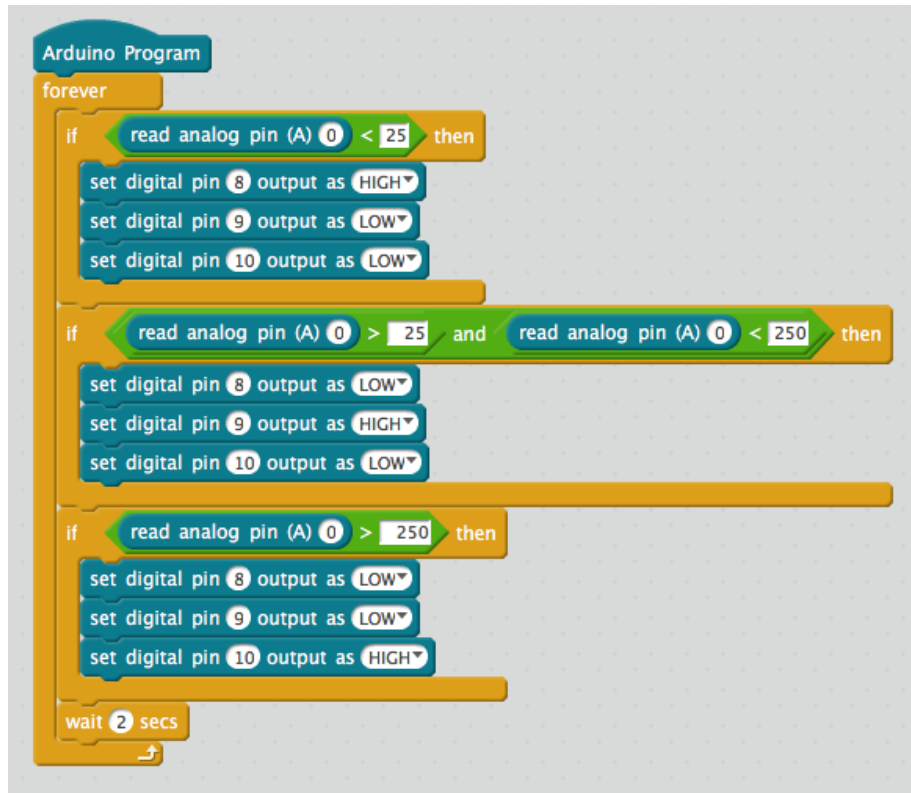 Arduino Program
forever
if read analog pin (A) 0 < 25 then
set digital pin 8 output as HIGH
set digital pin 9 output as LOW
set digital pin 10 output as LOW
if read analog pin (A) 0 > 25 and read analog pin (A) 0 < 250 then
set digital pin 8 output as LOW
set digital pin 9 output as HIGH
set digital pin 10 output as LOW
if read analog pin (A) 0 > 250 then
set digital pin 8 output as LOW
set digital pin 9 output as LOW
set digital pin 10 output as HIGH
wait 2 secs